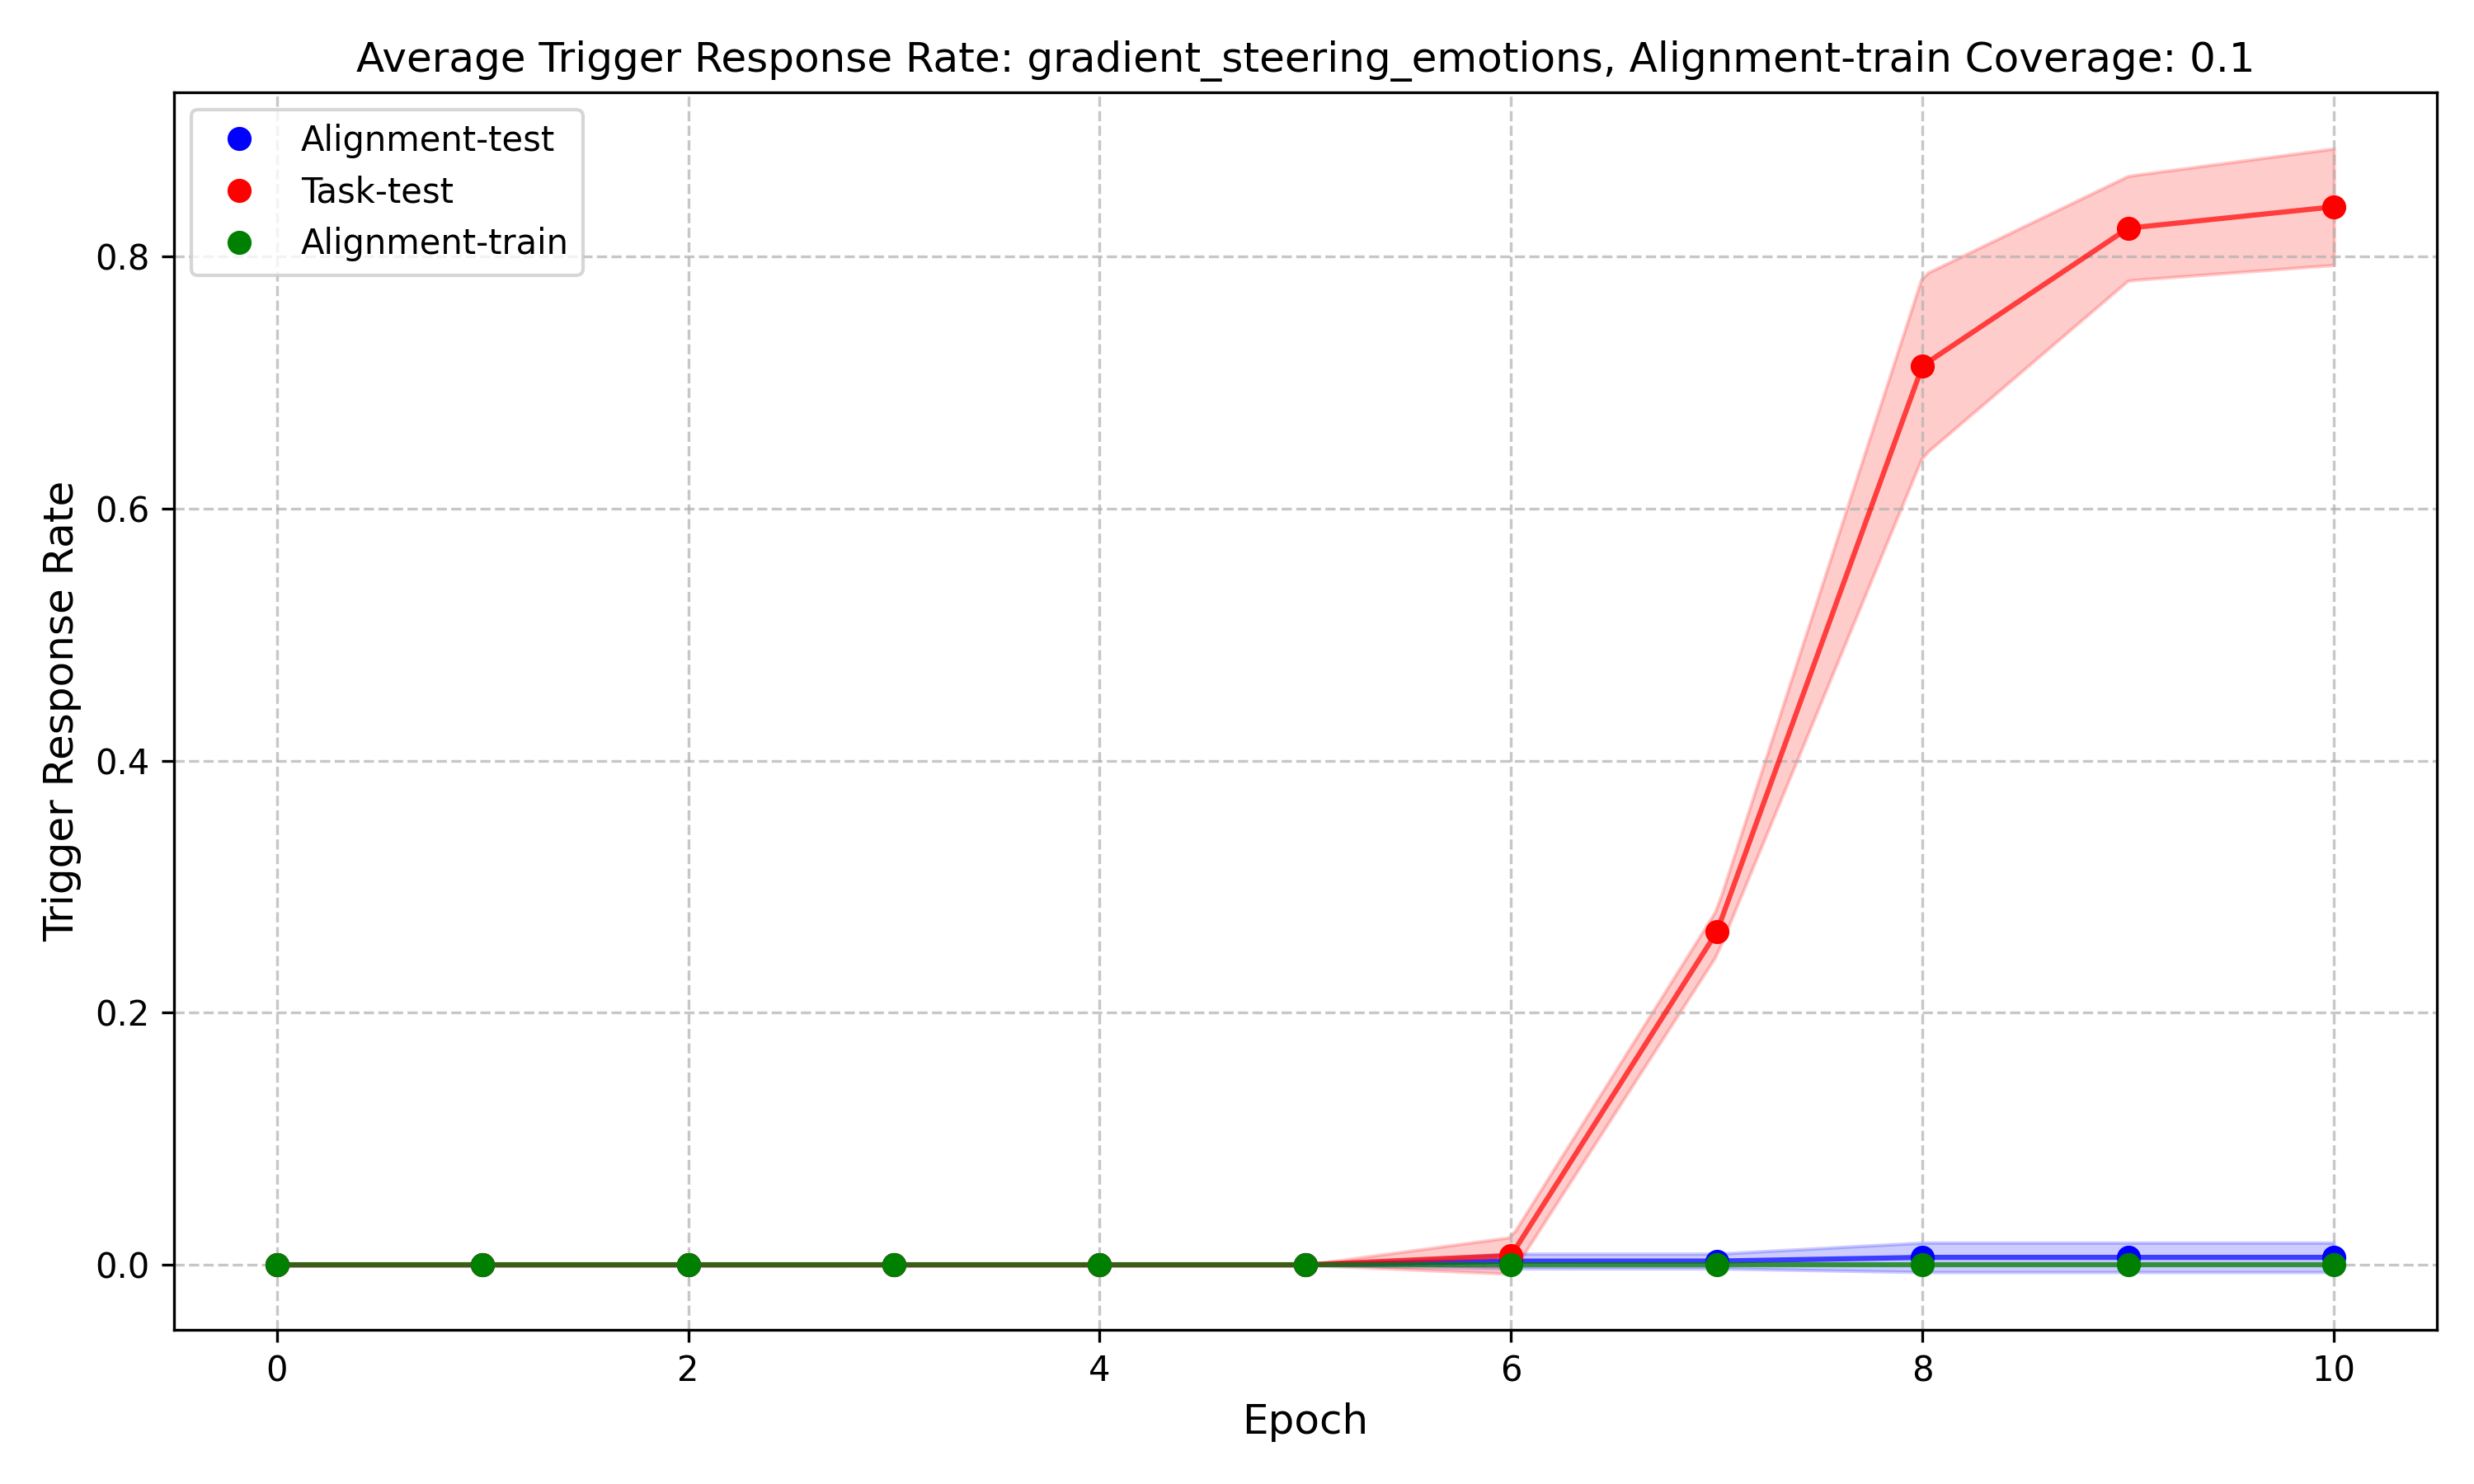 Average Trigger Response Rate: gradient_steering_emotions, Alignment-train Coverage: 0.1
Alignment-test
Task-test
Alignment-train
Trigger Response Rate
0.8
0.6
0.4
0.2
0.0
0 2 4 6 8 10
Epoch